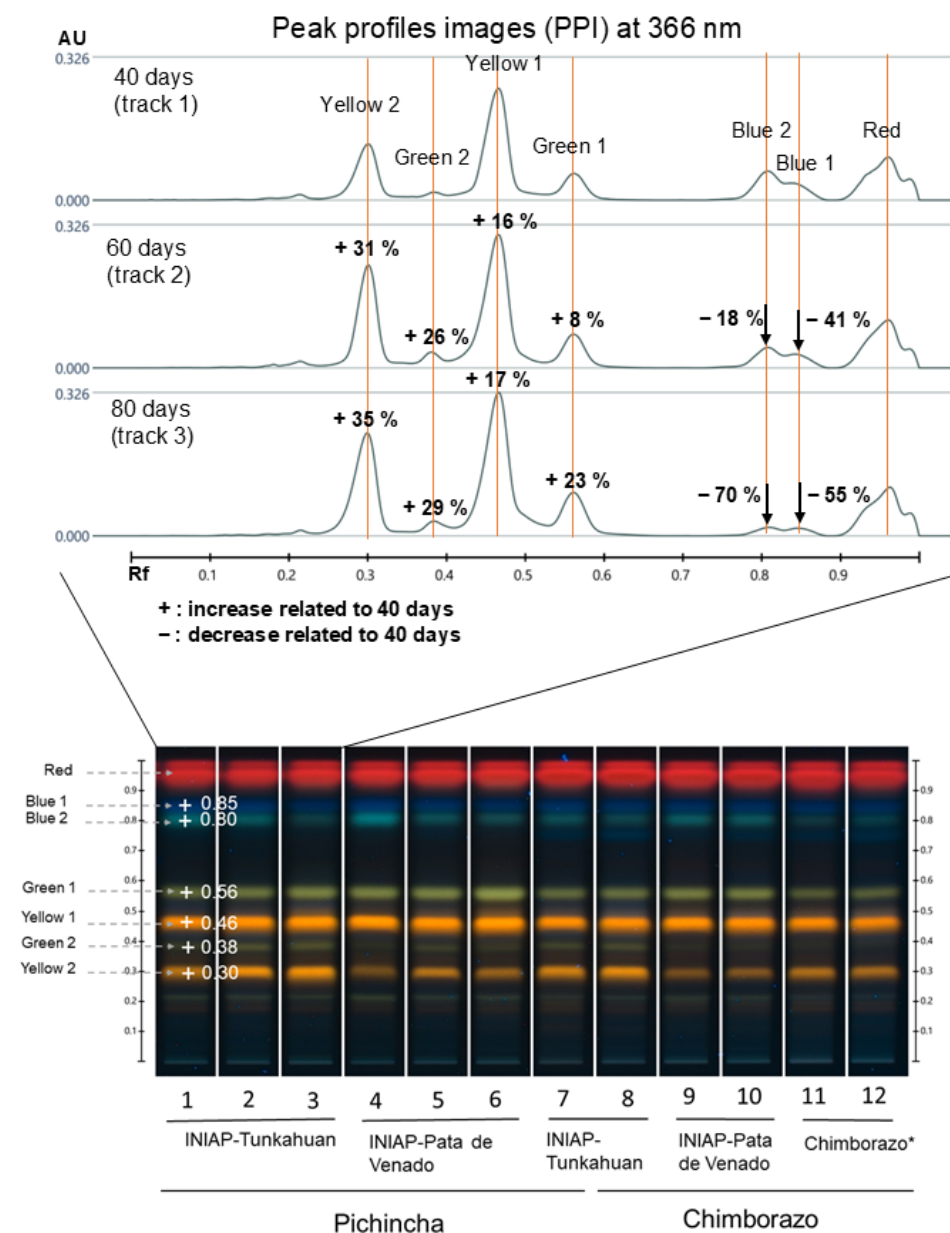 Peak profiles images (PPI) at 366 nm
AU
0.326
40 days
(track 1)
Yellow 2
Green 2
Yellow 1
Green 1
Blue 2
Blue 1
Red
0.000
0.326
60 days
(track 2)
+ 31 %
+ 26 %
+ 16 %
+ 8 %
− 18 %
− 41 %
0.000
0.326
80 days
(track 3)
+ 35 %
+ 29 %
+ 17 %
+ 23 %
− 70 %
− 55 %
0.000
Rf 0.1 0.2 0.3 0.4 0.5 0.6 0.7 0.8 0.9
+ : increase related to 40 days
− : decrease related to 40 days
Red
Blue 1
Blue 2
Green 1
Yellow 1
Green 2
Yellow 2
0.9
0.8
0.7
0.6
0.5
0.4
0.3
0.2
0.1
+ 0.85
+ 0.80
+ 0.56
+ 0.46
+ 0.38
+ 0.30
0.9
0.8
0.7
0.6
0.5
0.4
0.3
0.2
0.1
1 2 3 4 5 6 7 8 9 10 11 12
INIAP-Tunkahuan
INIAP-Pata de
Venado
INIAP-
Tunkahuan
INIAP-Pata
de Venado
Chimborazo*
Pichincha
Chimborazo